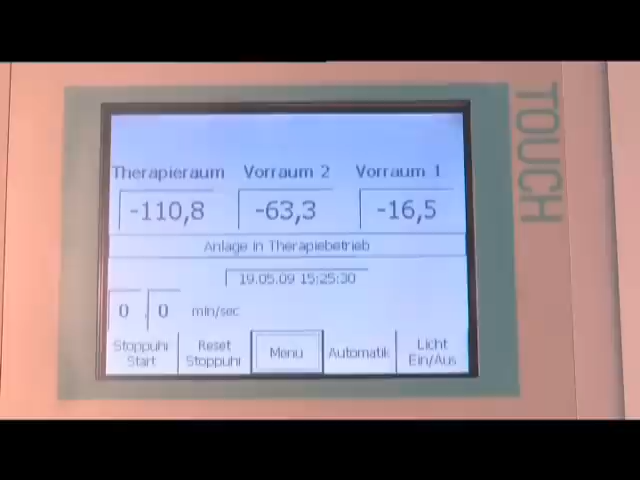 TOUCH
Therapieraum Vorraum 2 Vorraum 1
-110,8 -63,3 -16,5
Anlage in Therapiebetrieb
19.05.09 15:25:30
0 0 min/sec
Stoppuhr Start Reset Stoppuhr Menu Automatik Licht Ein/Aus